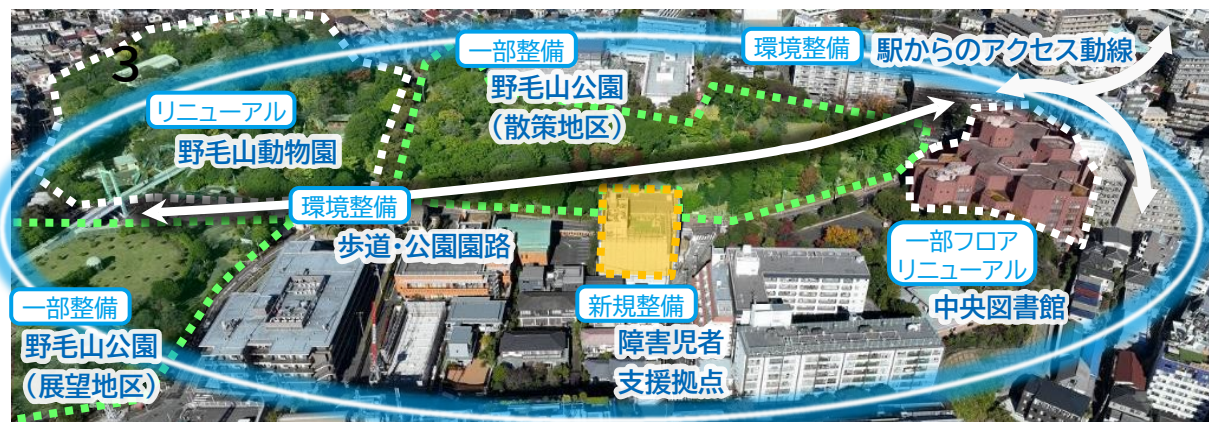 3
一部整備
野毛山公園
（散策地区）
環境整備
駅からのアクセス動線
リニューアル
野毛山動物園
環境整備
歩道・公園園路
一部フロア
リニューアル
中央図書館
一部整備
野毛山公園
（展望地区）
新規整備
障害児者
支援拠点